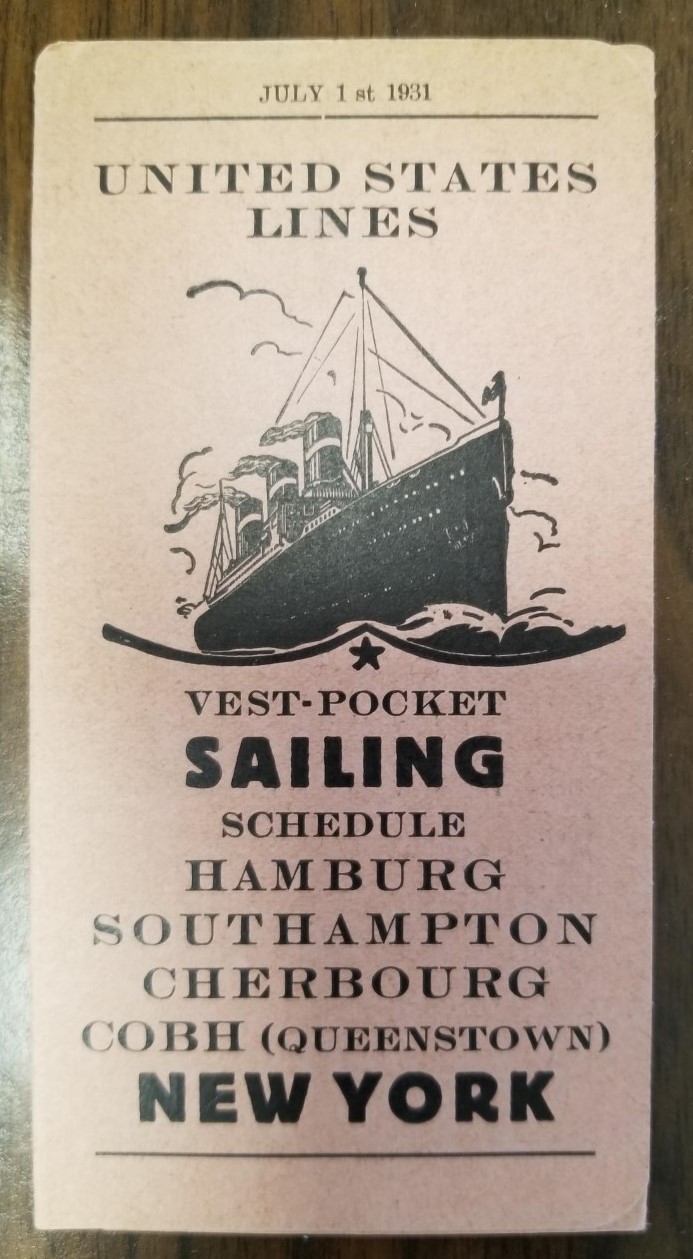 JULY 1 st 1931
UNITED STATES
LINES
VEST-POCKET
SAILING
SCHEDULE
HAMBURG
SOUTHAMPTON
CHERBOURG
COBH (QUEENSTOWN)
NEW YORK